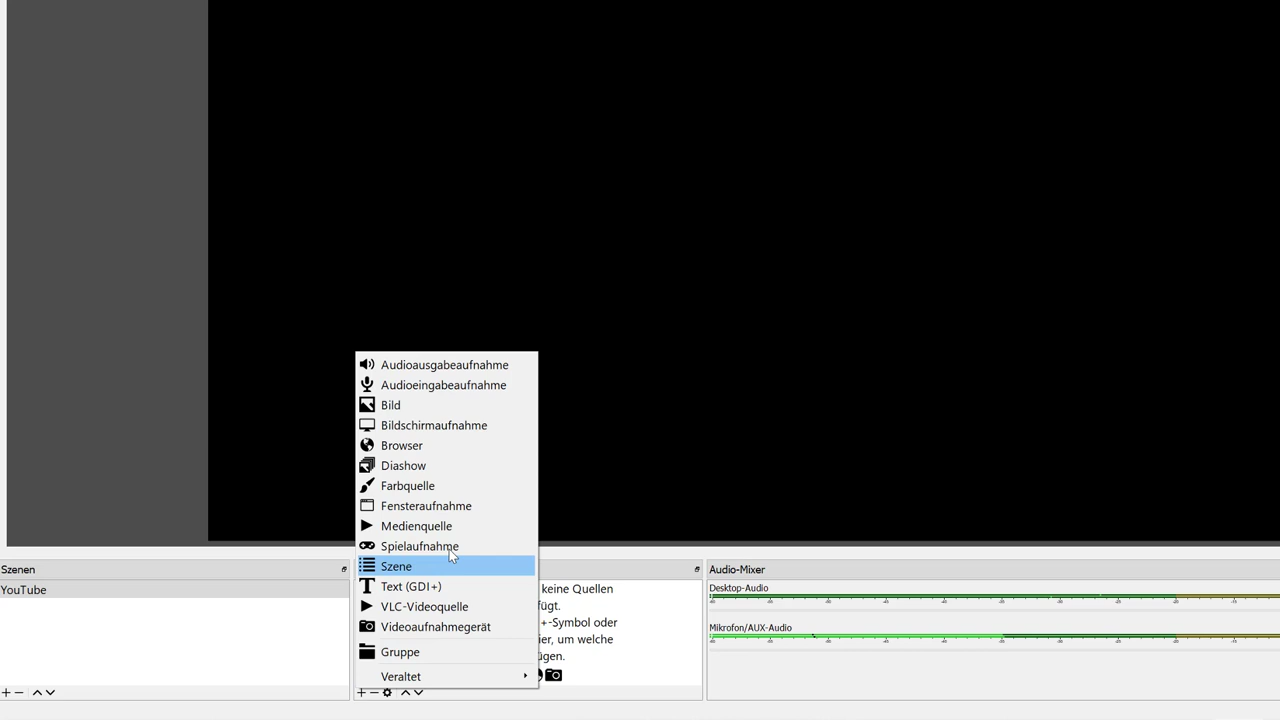 Audioausgabeaufnahme
Audioeingabeaufnahme
Bild
Bildschirmaufnahme
Browser
Diashow
Farbquelle
Fensteraufnahme
Medienquelle
Spielaufnahme
Szene
Text (GDI+)
VLC-Videoquelle
Videoaufnahmegerät
Gruppe
Veraltet
Szenen
YouTube
keine Quellen
fügt.
+-Symbol oder
ier, um welche
ügen.
Audio-Mixer
Desktop-Audio
Mikrofon/AUX-Audio